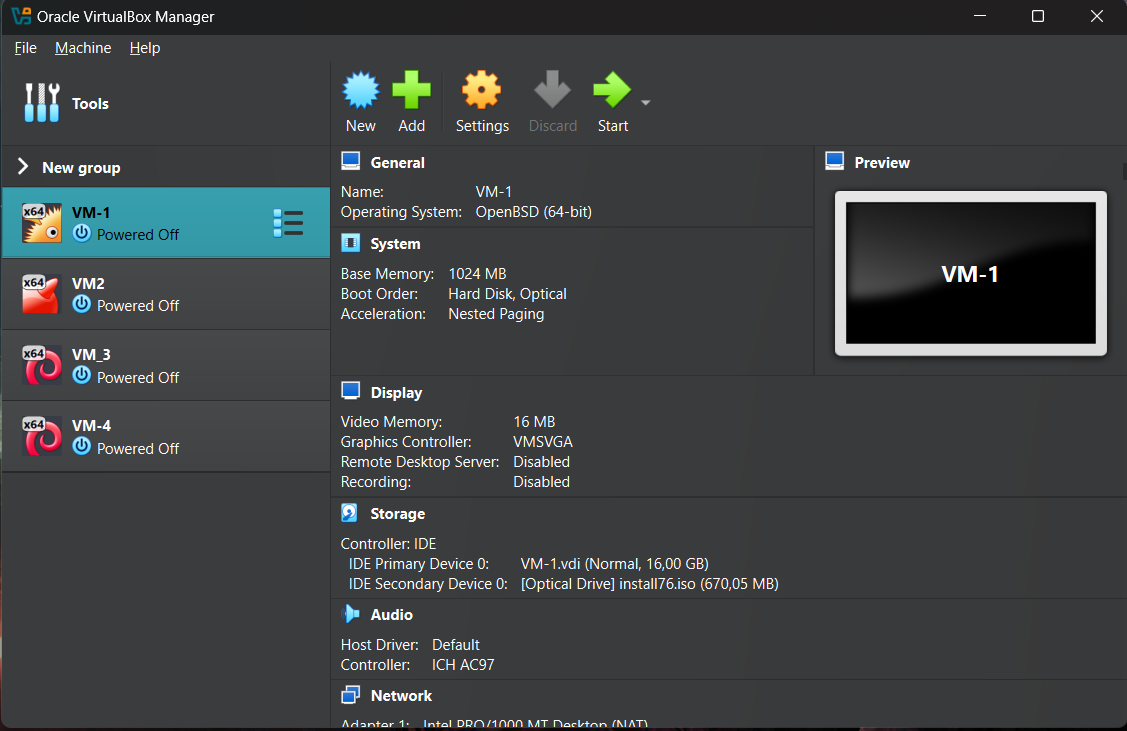 Oracle VirtualBox Manager
File Machine Help
Tools
New Add Settings Discard Start
New group
x64 VM-1
Powered Off
x64 VM2
Powered Off
x64 VM_3
Powered Off
x64 VM-4
Powered Off
General
Name: VM-1
Operating System: OpenBSD (64-bit)
System
Base Memory: 1024 MB
Boot Order: Hard Disk, Optical
Acceleration: Nested Paging
Preview
VM-1
Display
Video Memory: 16 MB
Graphics Controller: VMSVGA
Remote Desktop Server: Disabled
Recording: Disabled
Storage
Controller: IDE
IDE Primary Device 0: VM-1.vdi (Normal, 16,00 GB)
IDE Secondary Device 0: [Optical Drive] install76.iso (670,05 MB)
Audio
Host Driver: Default
Controller: ICH AC97
Network
Adapter 1: Intel PRO/1000 MT Desktop (NAT)